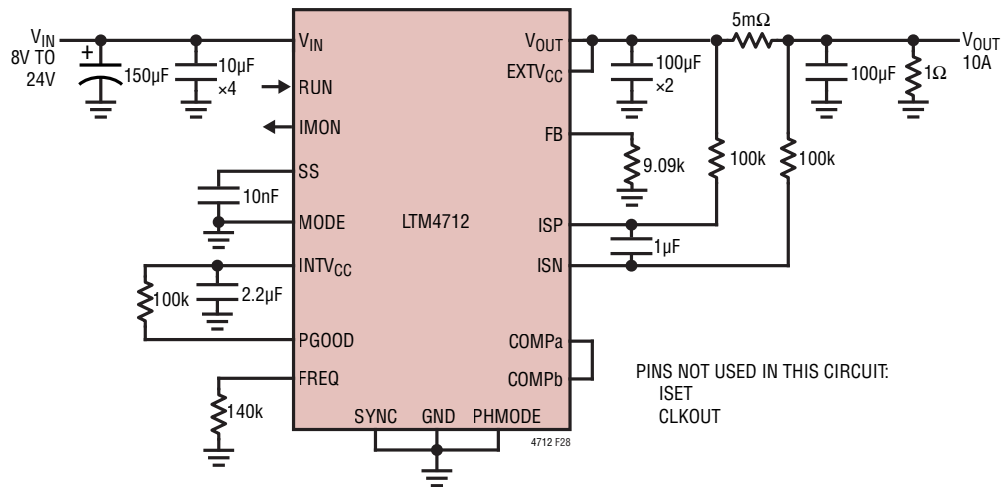 VIN
8V TO
24V
150µF
10µF
×4
VIN
RUN
IMON
SS
10nF
MODE
INTVCC
100k
2.2µF
PGOOD
FREQ
140k
LTM4712
SYNC
GND
PHMODE
VOUT
EXTVCC
FB
ISP
ISN
COMPa
COMPb
100µF
×2
9.09k
5mΩ
100k
100k
1µF
100µF
1Ω
VOUT
10A
PINS NOT USED IN THIS CIRCUIT:
ISET
CLKOUT
4712 F28